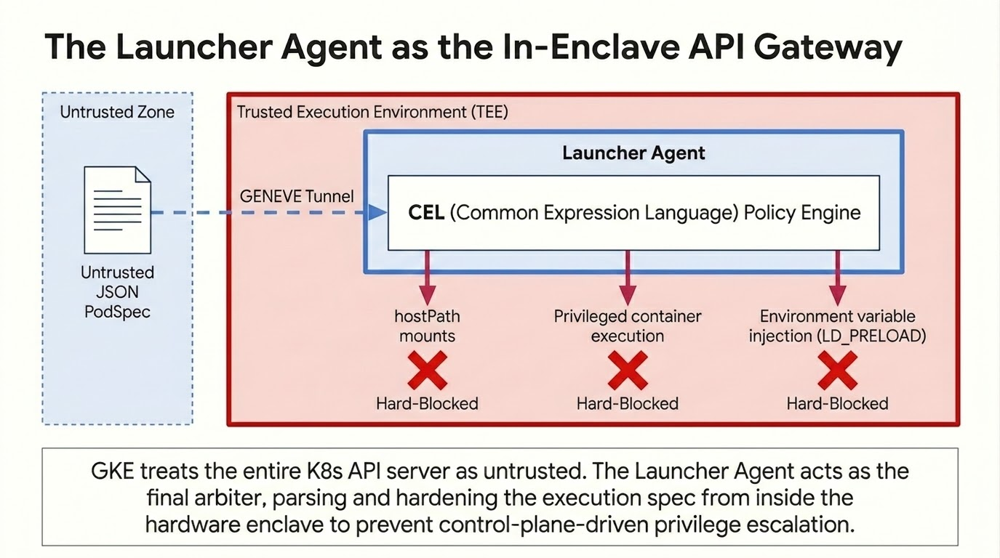 The Launcher Agent as the In-Enclave API Gateway
Untrusted Zone
Untrusted
JSON
PodSpec
Trusted Execution Environment (TEE)
GENEVE Tunnel
Launcher Agent
CEL (Common Expression Language) Policy Engine
hostPath
mounts
Hard-Blocked
Privileged container
execution
Hard-Blocked
Environment variable
injection (LD_PRELOAD)
Hard-Blocked
GKE treats the entire K8s API server as untrusted. The Launcher Agent acts as the
final arbiter, parsing and hardening the execution spec from inside the
hardware enclave to prevent control-plane-driven privilege escalation.